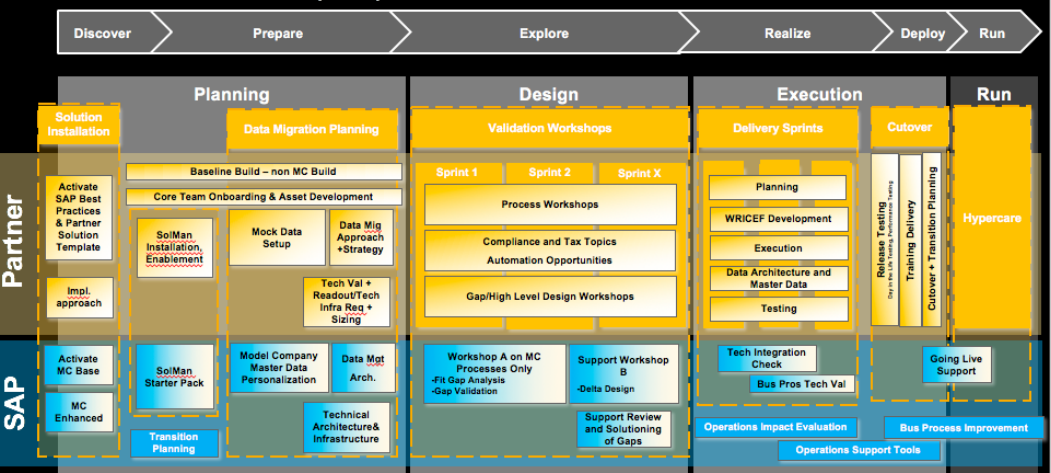 Discover
Prepare
Explore
Realize
Deploy
Run
Planning
Design
Execution
Run
Solution
Installation
Data Migration Planning
Validation Workshops
Delivery Sprints
Cutover
Partner
Activate
SAP Best
Practices
& Partner
Solution
Template
Impl.
approach
Baseline Build – non MC Build
Core Team Onboarding & Asset Development
SolMan
Installation,
Enablement
Mock Data
Setup
Data Mig
Approach
+Strategy
Tech Val +
Readout/Tech
Infra Req +
Sizing
Sprint 1
Sprint 2
Sprint X
Process Workshops
Compliance and Tax Topics
Automation Opportunities
Gap/High Level Design Workshops
Planning
WRICEF Development
Execution
Data Architecture and
Master Data
Testing
Release Testing
Day in the Life Testing, Performance Testing
Training Delivery
Cutover + Transition Planning
Hypercare
SAP
Activate
MC Base
MC
Enhanced
SolMan
Starter Pack
Transition
Planning
Model Company
Master Data
Personalization
Data Mgt
Arch.
Technical
Architecture&
Infrastructure
Workshop A on MC
Processes Only
-Fit Gap Analysis
-Gap Validation
Support Workshop
B
-Delta Design
Support Review
and Solutioning
of Gaps
Tech Integration
Check
Bus Pros Tech Val
Going Live
Support
Operations Impact Evaluation
Bus Process Improvement
Operations Support Tools